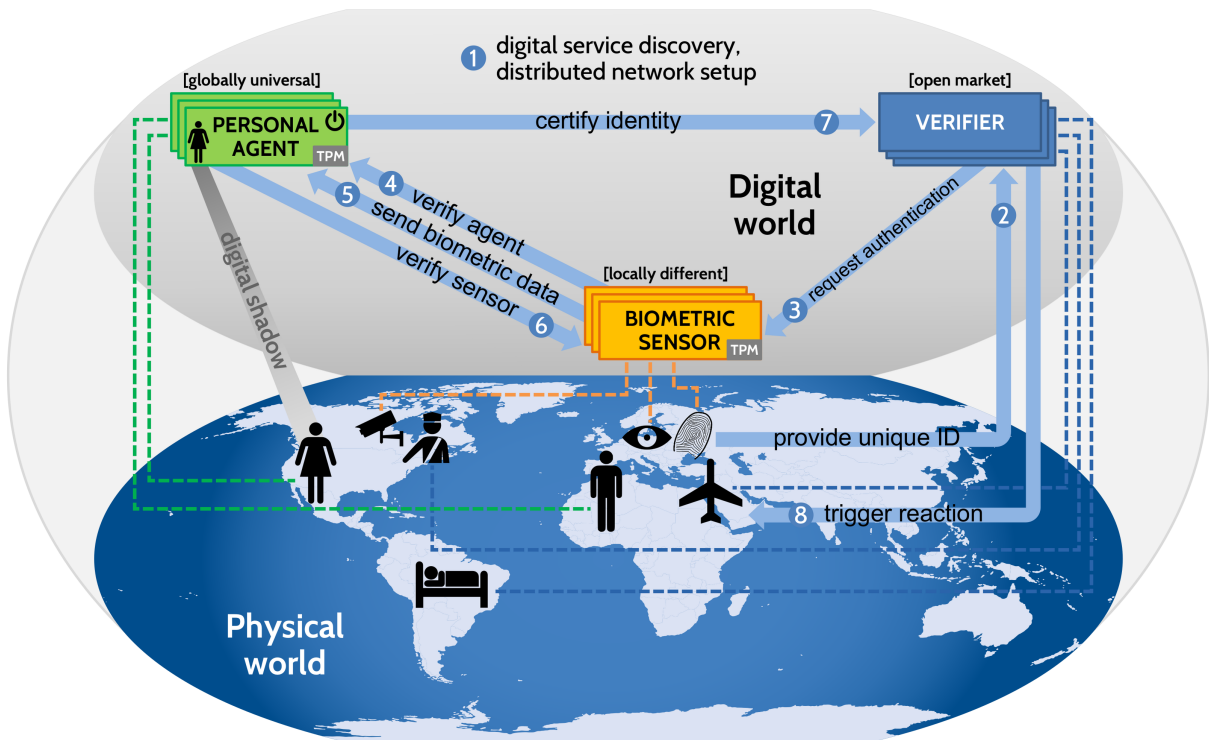 1 digital service discovery,
distributed network setup
[globally universal]
[open market]
PERSONAL
AGENT
TPM
certify identity 7
VERIFIER
Digital
world
4 verify agent
5 send biometric data
verify sensor 6
digital shadow
2
3 request authentication
[locally different]
BIOMETRIC
SENSOR
TPM
provide unique ID
8 trigger reaction
Physical
world